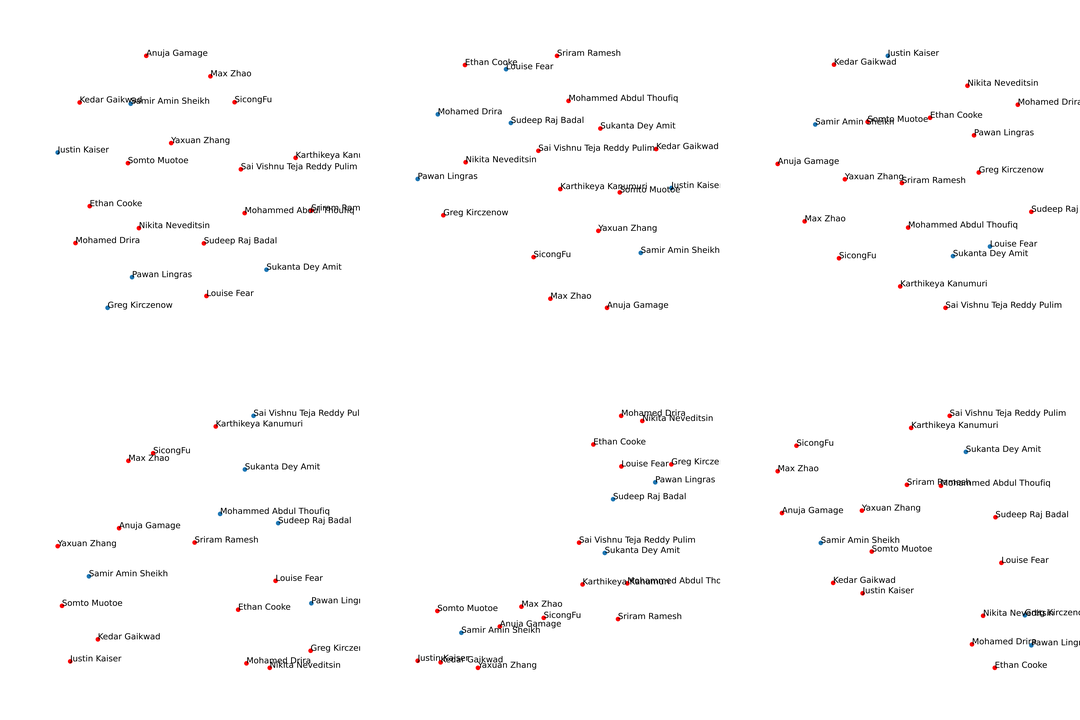 Anuja Gamage
Max Zhao
Kedar Gaikwad
Samir Amin Sheikh
SicongFu
Yaxuan Zhang
Justin Kaiser
Somto Muotoe
Karthikeya Kanu
Sai Vishnu Teja Reddy Pulim
Ethan Cooke
Mohammed Abdul Thoufiq
Sriram Ram
Nikita Neveditsin
Mohamed Drira
Sudeep Raj Badal
Sukanta Dey Amit
Pawan Lingras
Louise Fear
Greg Kirczenow
Sriram Ramesh
Ethan Cooke
Louise Fear
Mohammed Abdul Thoufiq
Mohamed Drira
Sudeep Raj Badal
Sukanta Dey Amit
Sai Vishnu Teja Reddy Pulim
Kedar Gaikwad
Nikita Neveditsin
Pawan Lingras
Karthikeya Kanumuri
Somto Muotoe
Justin Kaise
Greg Kirczenow
Yaxuan Zhang
Samir Amin Sheikh
SicongFu
Max Zhao
Anuja Gamage
Justin Kaiser
Kedar Gaikwad
Nikita Neveditsin
Mohamed Drira
Ethan Cooke
Somto Muotoe
Samir Amin Sheikh
Pawan Lingras
Anuja Gamage
Greg Kirczenow
Yaxuan Zhang
Sriram Ramesh
Sudeep Raj
Max Zhao
Mohammed Abdul Thoufiq
Louise Fear
Sukanta Dey Amit
SicongFu
Karthikeya Kanumuri
Sai Vishnu Teja Reddy Pulim
Sai Vishnu Teja Reddy Pul
Karthikeya Kanumuri
SicongFu
Max Zhao
Sukanta Dey Amit
Mohammed Abdul Thoufiq
Sudeep Raj Badal
Anuja Gamage
Sriram Ramesh
Yaxuan Zhang
Samir Amin Sheikh
Louise Fear
Pawan Ling
Somto Muotoe
Ethan Cooke
Kedar Gaikwad
Greg Kircze
Justin Kaiser
Mohamed Drira
Nikita Neveditsin
Mohamed Drira
Nikita Neveditsin
Ethan Cooke
Louise Fear
Greg Kircze
Pawan Lingras
Sudeep Raj Badal
Sai Vishnu Teja Reddy Pulim
Sukanta Dey Amit
Karthikeya Kanumuri
Mohammed Abdul Tho
Max Zhao
Somto Muotoe
SicongFu
Sriram Ramesh
Anuja Gamage
Samir Amin Sheikh
Justin Kaiser
Kedar Gaikwad
Yaxuan Zhang
Sai Vishnu Teja Reddy Pulim
Karthikeya Kanumuri
SicongFu
Sukanta Dey Amit
Max Zhao
Sriram Ramesh
Mohammed Abdul Thoufiq
Anuja Gamage
Yaxuan Zhang
Sudeep Raj Badal
Samir Amin Sheikh
Somto Muotoe
Louise Fear
Kedar Gaikwad
Justin Kaiser
Nikita Neveditsin
Greg Kirczeno
Mohamed Drira
Pawan Ling
Ethan Cooke